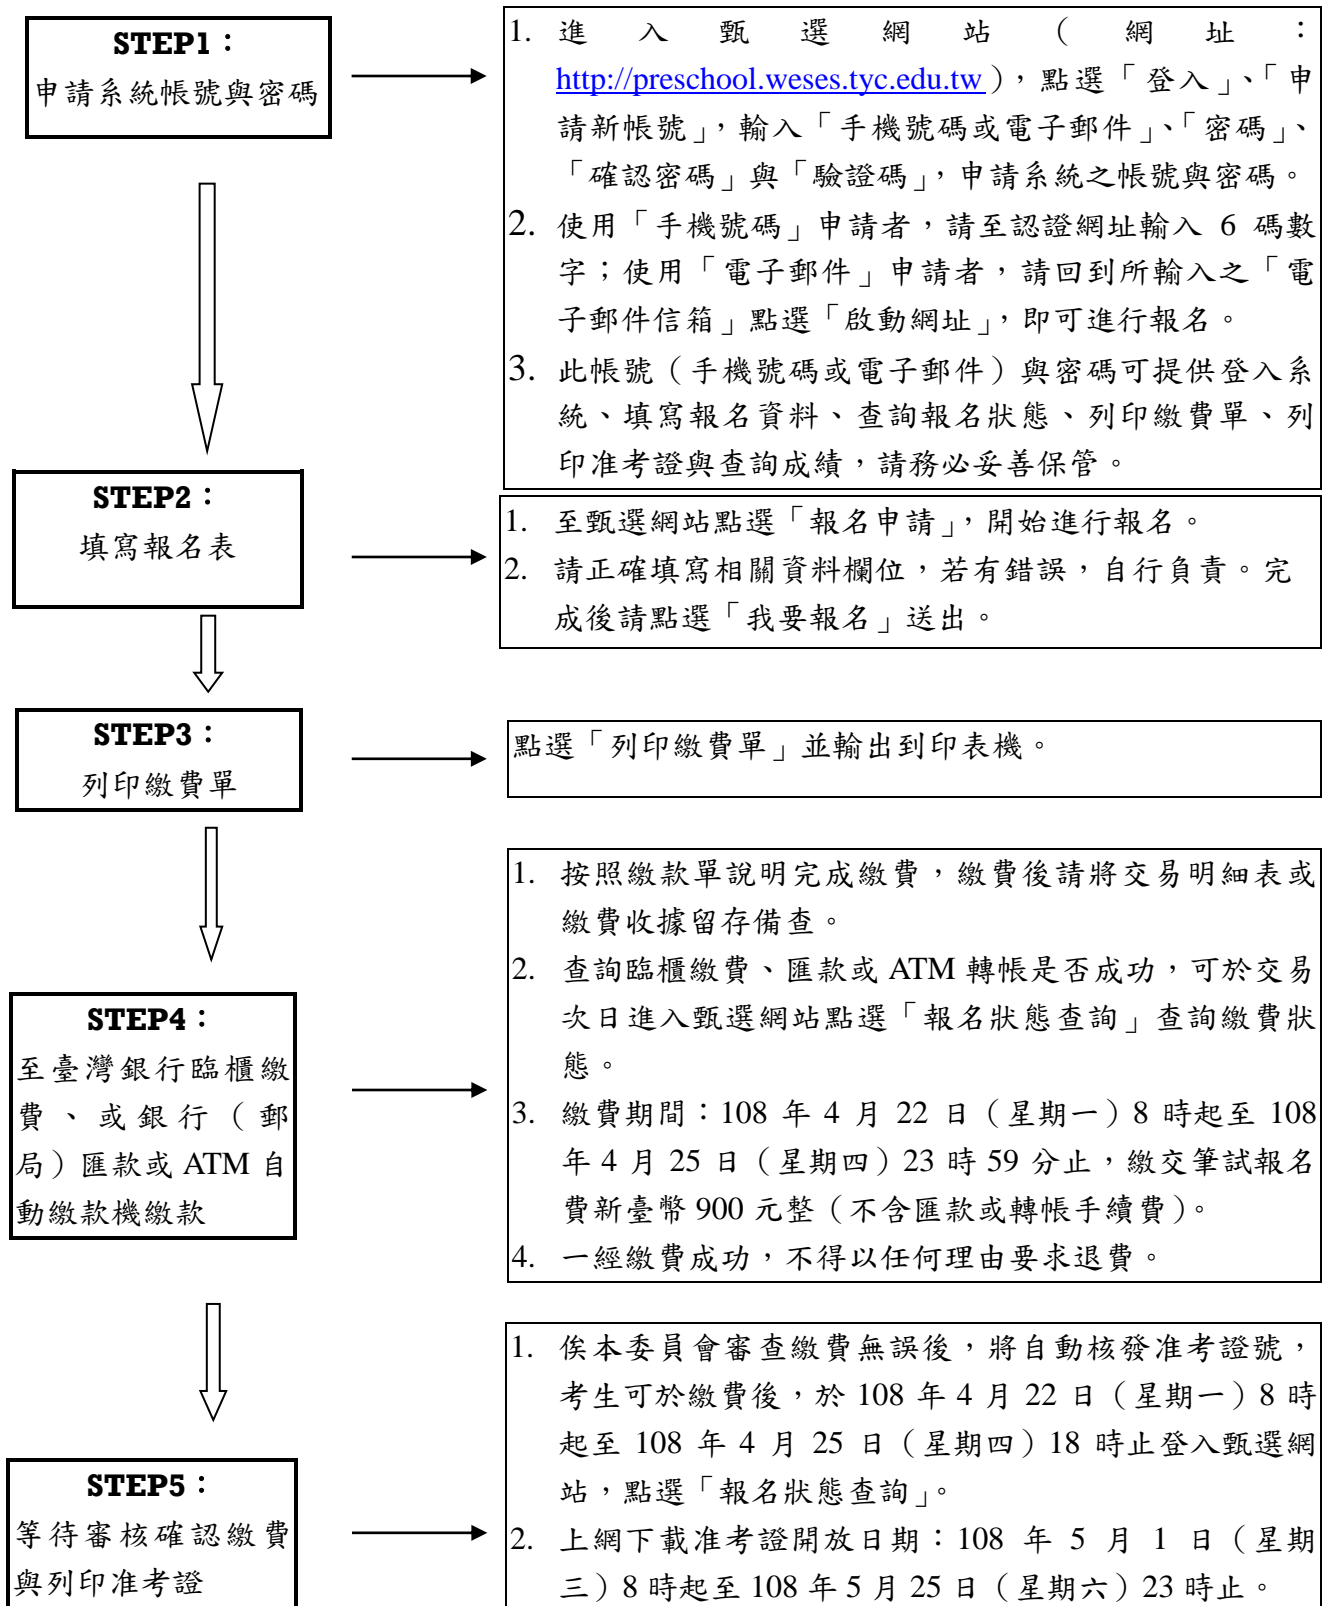 STEP1：
申請系統帳號與密碼
1. 進入甄選網站（網址：
http://preschool.weses.tyc.edu.tw），點選「登入」、「申
請新帳號」，輸入「手機號碼或電子郵件」、「密碼」、
「確認密碼」與「驗證碼」，申請系統之帳號與密碼。
2. 使用「手機號碼」申請者，請至認證網址輸入 6 碼數
字；使用「電子郵件」申請者，請回到所輸入之「電
子郵件信箱」點選「啟動網址」，即可進行報名。
3. 此帳號（手機號碼或電子郵件）與密碼可提供登入系
統、填寫報名資料、查詢報名狀態、列印繳費單、列
印准考證與查詢成績，請務必妥善保管。
STEP2：
填寫報名表
1. 至甄選網站點選「報名申請」，開始進行報名。
2. 請正確填寫相關資料欄位，若有錯誤，自行負責。完
成後請點選「我要報名」送出。
STEP3：
列印繳費單
點選「列印繳費單」並輸出到印表機。
STEP4：
至臺灣銀行臨櫃繳
費、或銀行（郵
局）匯款或 ATM 自
動繳款機繳款
1. 按照繳款單說明完成繳費，繳費後請將交易明細表或
繳費收據留存備查。
2. 查詢臨櫃繳費、匯款或 ATM 轉帳是否成功，可於交易
次日進入甄選網站點選「報名狀態查詢」查詢繳費狀
態。
3. 繳費期間：108 年 4 月 22 日（星期一）8 時起至 108
年 4 月 25 日（星期四）23 時 59 分止，繳交筆試報名
費新臺幣 900 元整（不含匯款或轉帳手續費）。
4. 一經繳費成功，不得以任何理由要求退費。
STEP5：
等待審核確認繳費
與列印准考證
1. 俟本委員會審查繳費無誤後，將自動核發准考證號，
考生可於繳費後，於 108 年 4 月 22 日（星期一）8 時
起至 108 年 4 月 25 日（星期四）18 時止登入甄選網
站，點選「報名狀態查詢」。
2. 上網下載准考證開放日期：108 年 5 月 1 日（星期
三）8 時起至 108 年 5 月 25 日（星期六）23 時止。